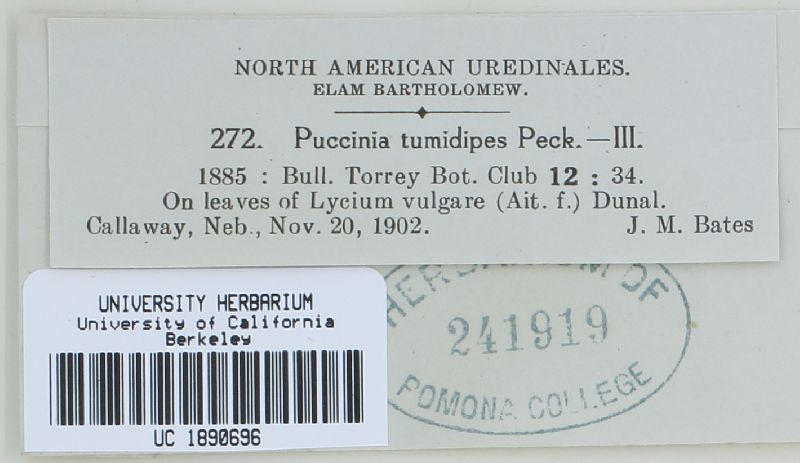 NORTH AMERICAN UREDINALES.
ELAM BARTHOLOMEW.
272. Puccinia tumidipes Peck.—III.
1885 : Bull. Torrey Bot. Club 12 : 34.
On leaves of Lycium vulgare (Ait. f.) Dunal.
Callaway, Neb., Nov. 20, 1902. J. M. Bates
HERBARIUM OF
241919
POMONA COLLEGE
UNIVERSITY HERBARIUM
University of California
Berkeley
UC 1890696